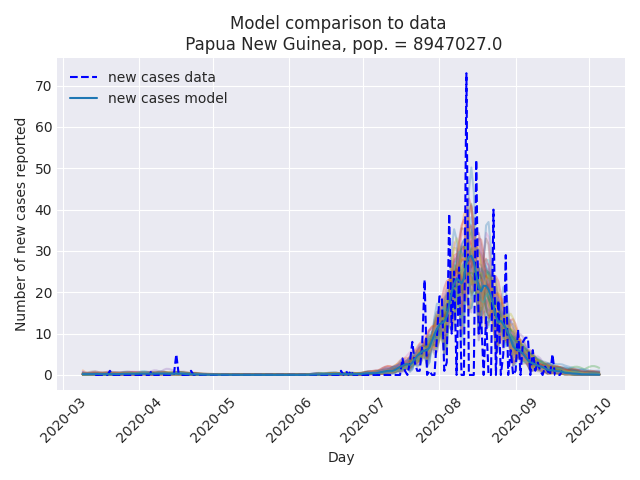 Model comparison to data
Papua New Guinea, pop. = 8947027.0
new cases data
new cases model
Number of new cases reported
70
60
50
40
30
20
10
0
2020-03
2020-04
2020-05
2020-06
2020-07
2020-08
2020-09
2020-10
Day